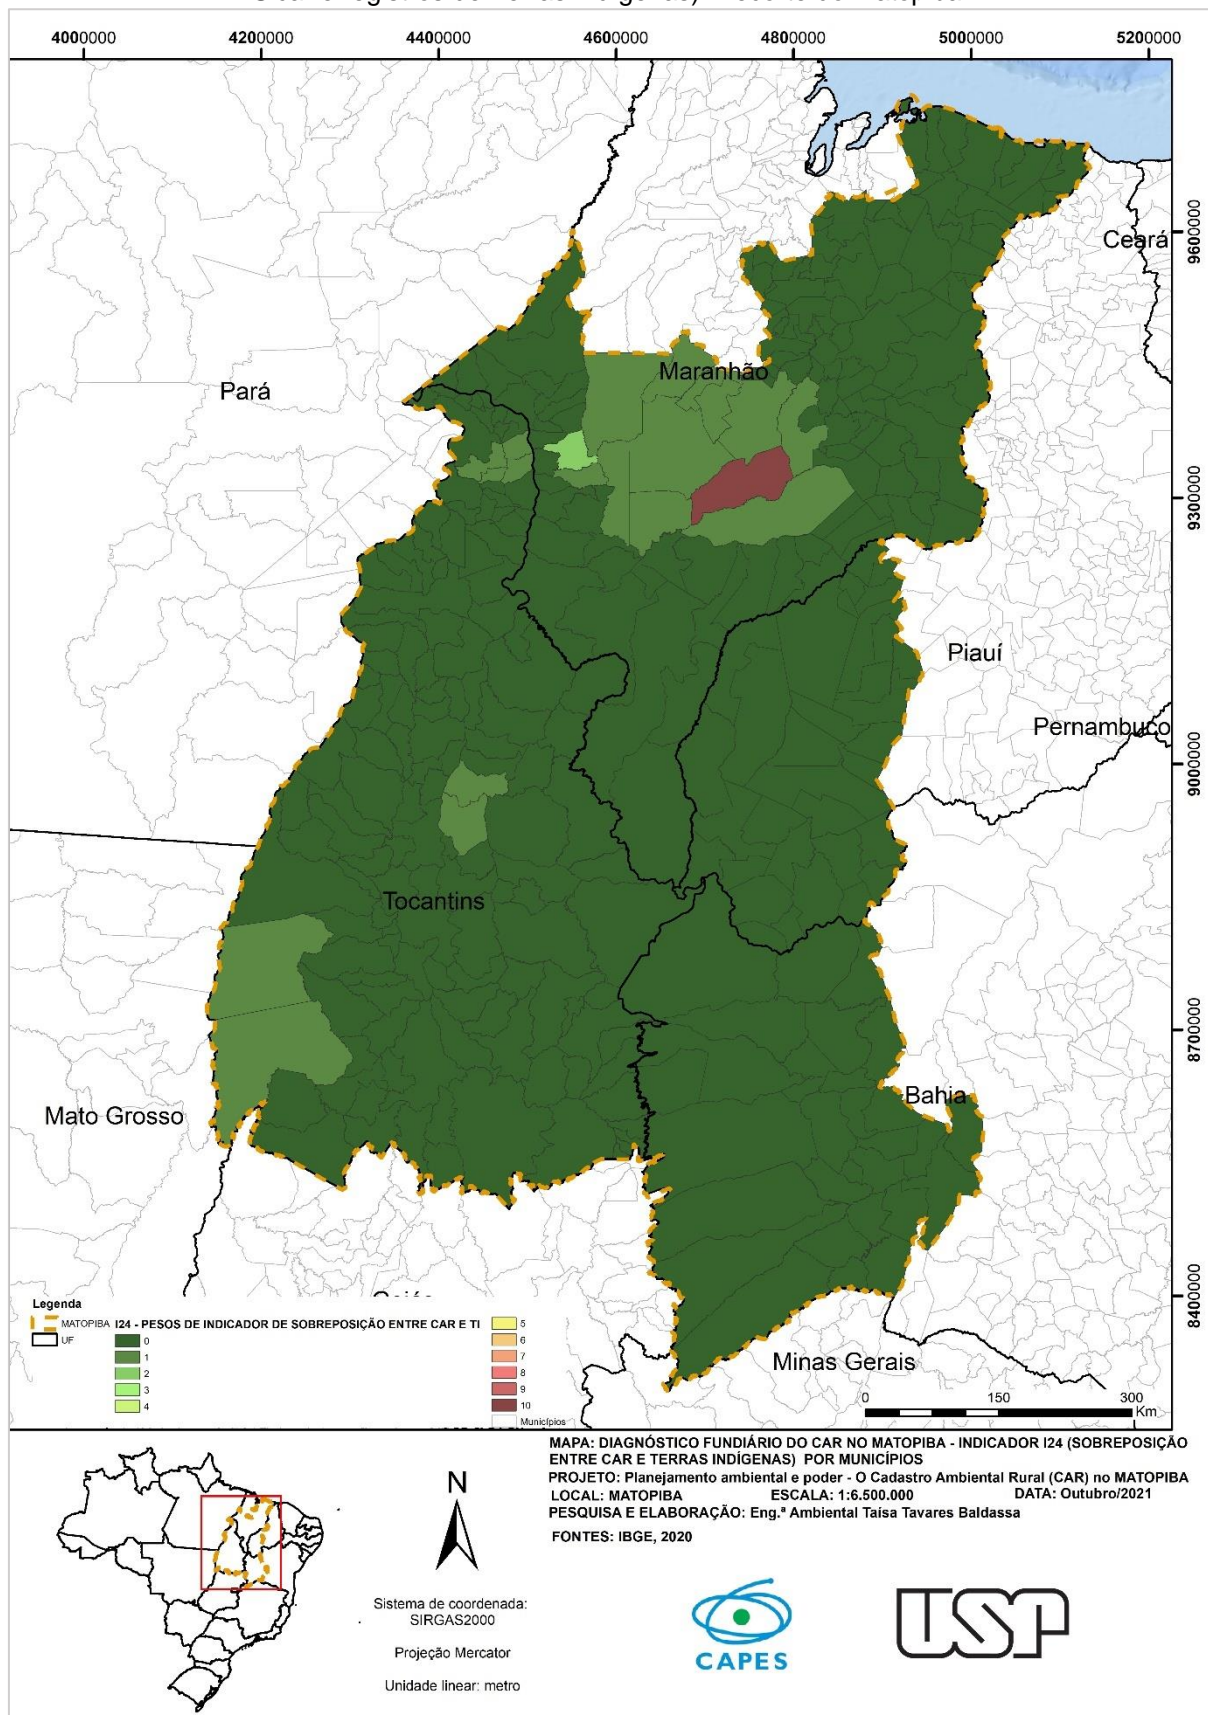 4000000 4200000 4400000 4600000 4800000 5000000 5200000
9600000
Ceará
Maranhão
Pará
9300000
Piauí
Pernambuco
9000000
Tocantins
8700000
Bahia
Mato Grosso
8400000
Legenda
MATOPIBA
UF
I24 - PESOS DE INDICADOR DE SOBREPOSIÇÃO ENTRE CAR E TI
0
1
2
3
4
5
6
7
8
9
10
Municípios
Minas Gerais
0 150 300
Km
MAPA: DIAGNÓSTICO FUNDIÁRIO DO CAR NO MATOPIBA - INDICADOR I24 (SOBREPOSIÇÃO
ENTRE CAR E TERRAS INDÍGENAS) POR MUNICÍPIOS
PROJETO: Planejamento ambiental e poder - O Cadastro Ambiental Rural (CAR) no MATOPIBA
LOCAL: MATOPIBA ESCALA: 1:6.500.000 DATA: Outubro/2021
PESQUISA E ELABORAÇÃO: Eng.ª Ambiental Taísa Tavares Baldassa
FONTES: IBGE, 2020
N
Sistema de coordenada:
SIRGAS2000
Projeção Mercator
Unidade linear: metro
CAPES
USP